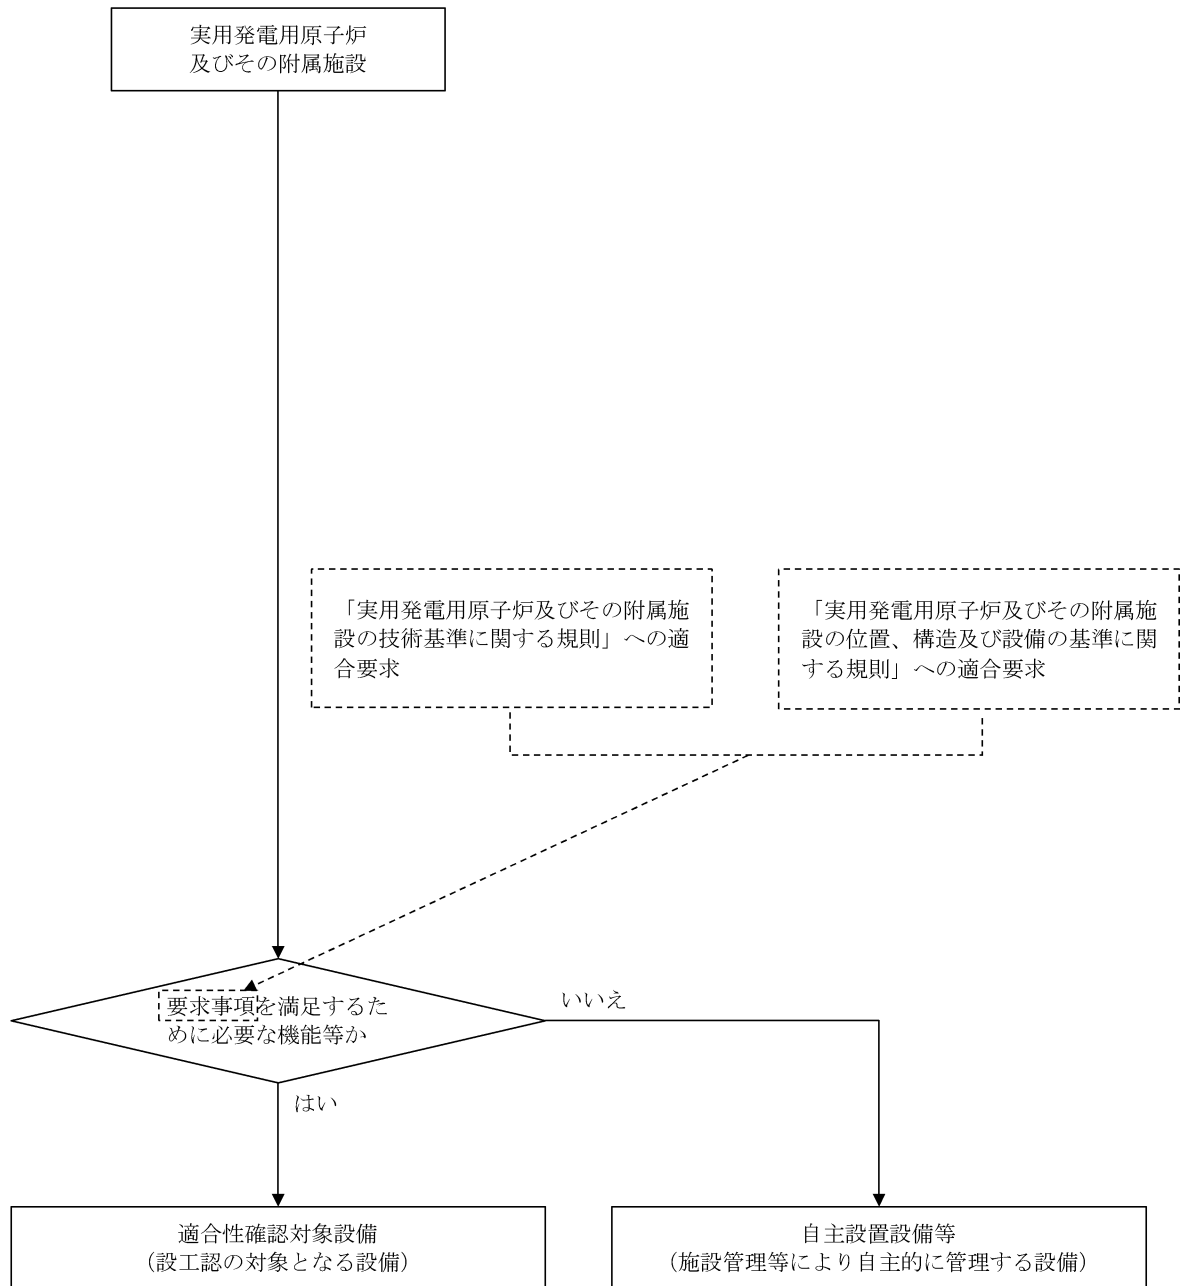 実用発電用原子炉
及びその附属施設
「実用発電用原子炉及びその附属施
設の技術基準に関する規則」への適
合要求
「実用発電用原子炉及びその附属施
設の位置、構造及び設備の基準に関
する規則」への適合要求
要求事項を満足するた
めに必要な機能等か
いいえ
はい
適合性確認対象設備
（設工認の対象となる設備）
自主設置設備等
（施設管理等により自主的に管理する設備）